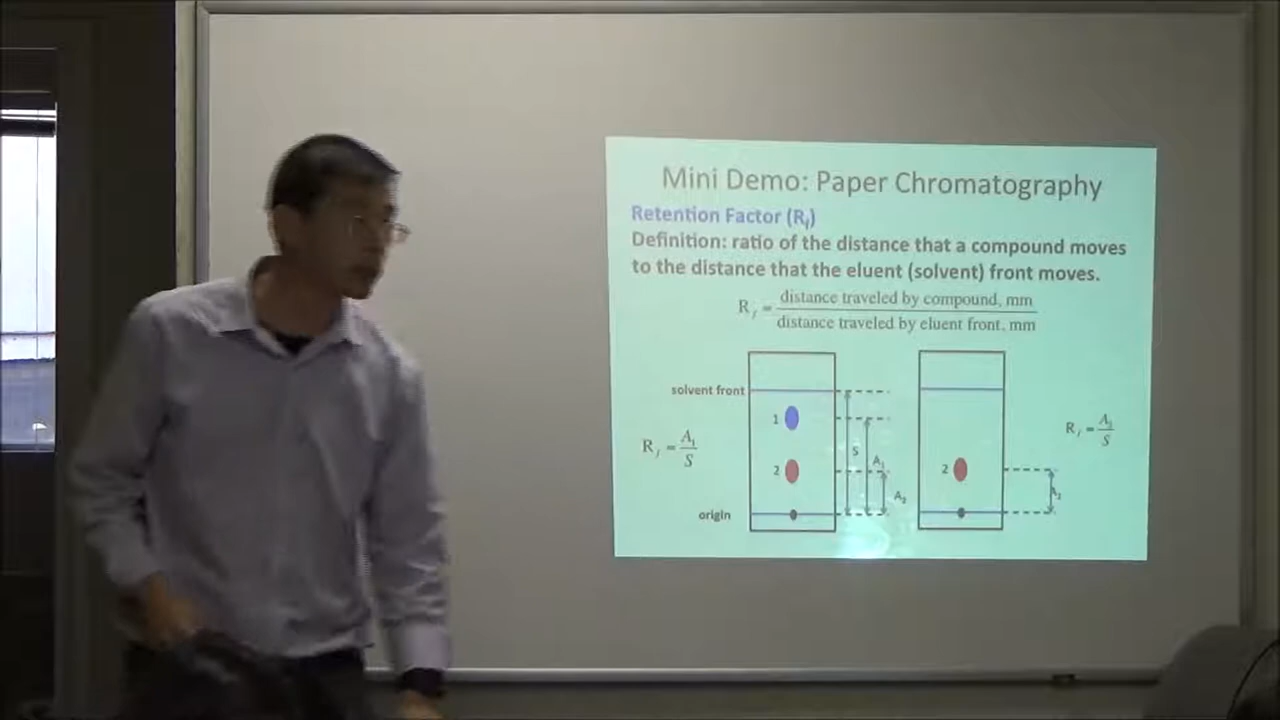 Mini Demo: Paper Chromatography
Retention Factor (Rf)
Definition: ratio of the distance that a compound moves
to the distance that the eluent (solvent) front moves.
Rf = distance traveled by compound, mm
distance traveled by eluent front, mm
solvent front
1
Rf = A1
S
2
origin
S
A1
A2
2
Rf =
S